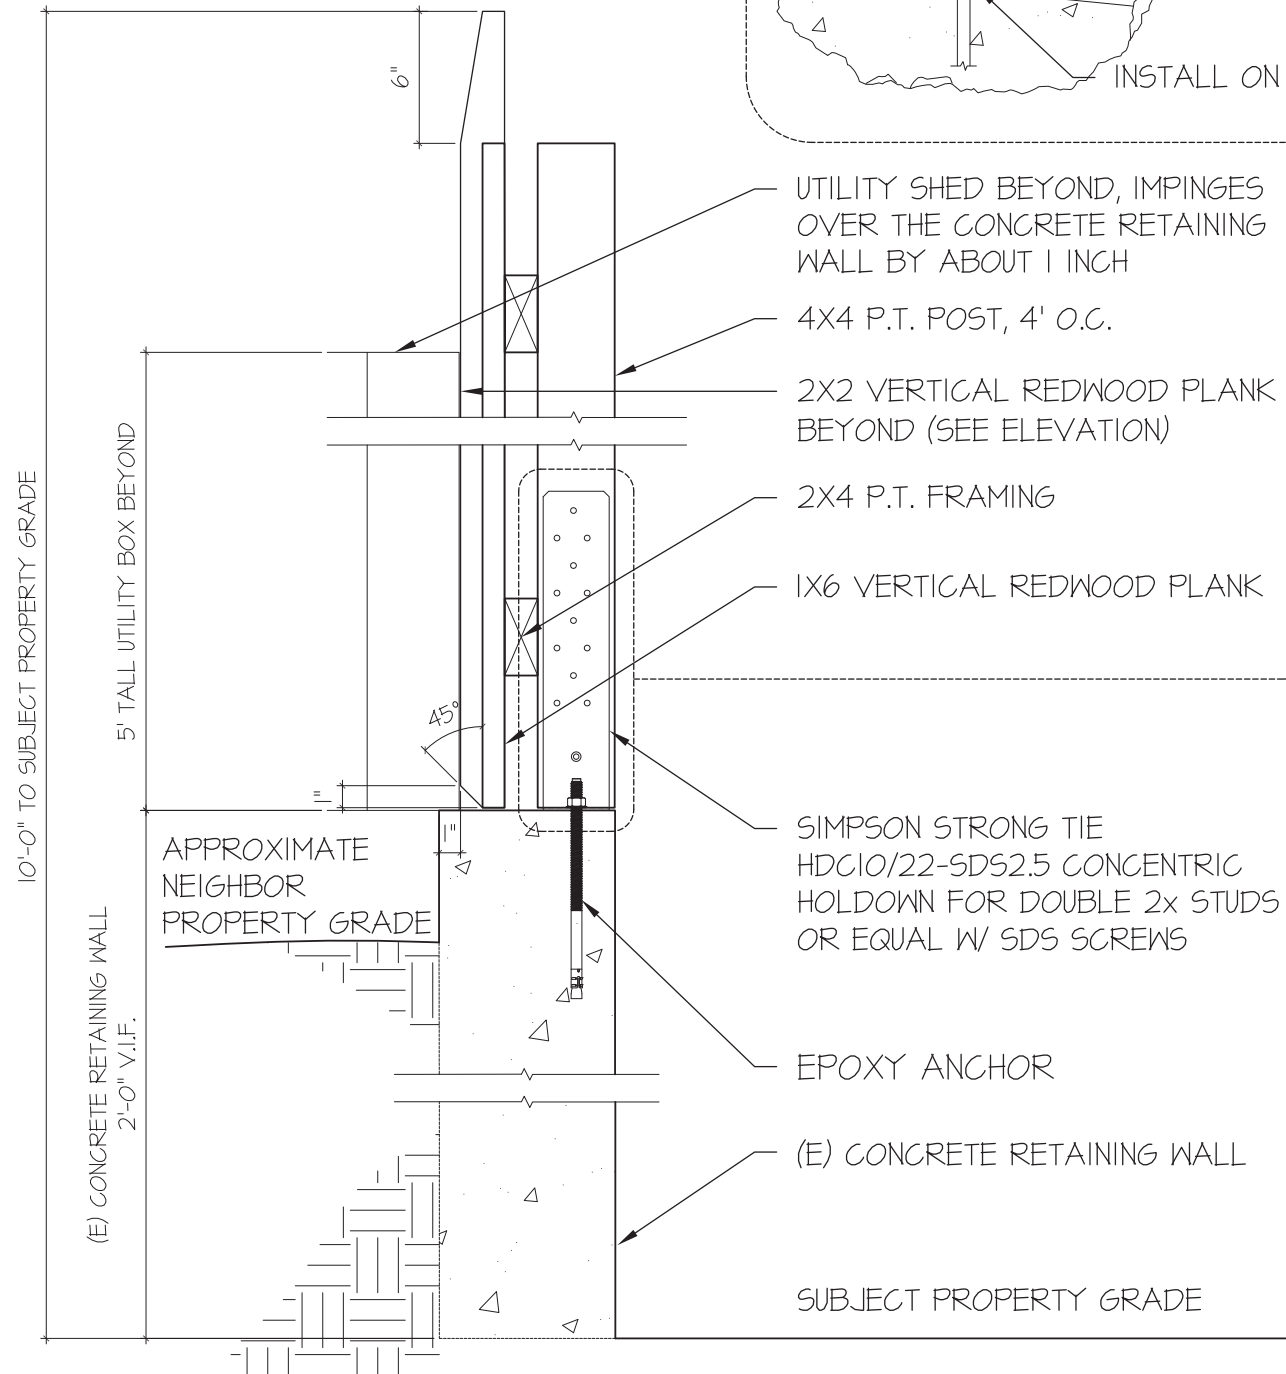 6"
INSTALL ON
UTILITY SHED BEYOND, IMPINGES
OVER THE CONCRETE RETAINING
WALL BY ABOUT 1 INCH
4X4 P.T. POST, 4' O.C.
2X2 VERTICAL REDWOOD PLANK
BEYOND (SEE ELEVATION)
2X4 P.T. FRAMING
1X6 VERTICAL REDWOOD PLANK
10'-0" TO SUBJECT PROPERTY GRADE
5' TALL UTILITY BOX BEYOND
45°
1"
1"
APPROXIMATE
NEIGHBOR
PROPERTY GRADE
SIMPSON STRONG TIE
HDC10/22-SDS2.5 CONCENTRIC
HOLDOWN FOR DOUBLE 2x STUDS
OR EQUAL W/ SDS SCREWS
(E) CONCRETE RETAINING WALL
2'-0" V.I.F.
EPOXY ANCHOR
(E) CONCRETE RETAINING WALL
SUBJECT PROPERTY GRADE